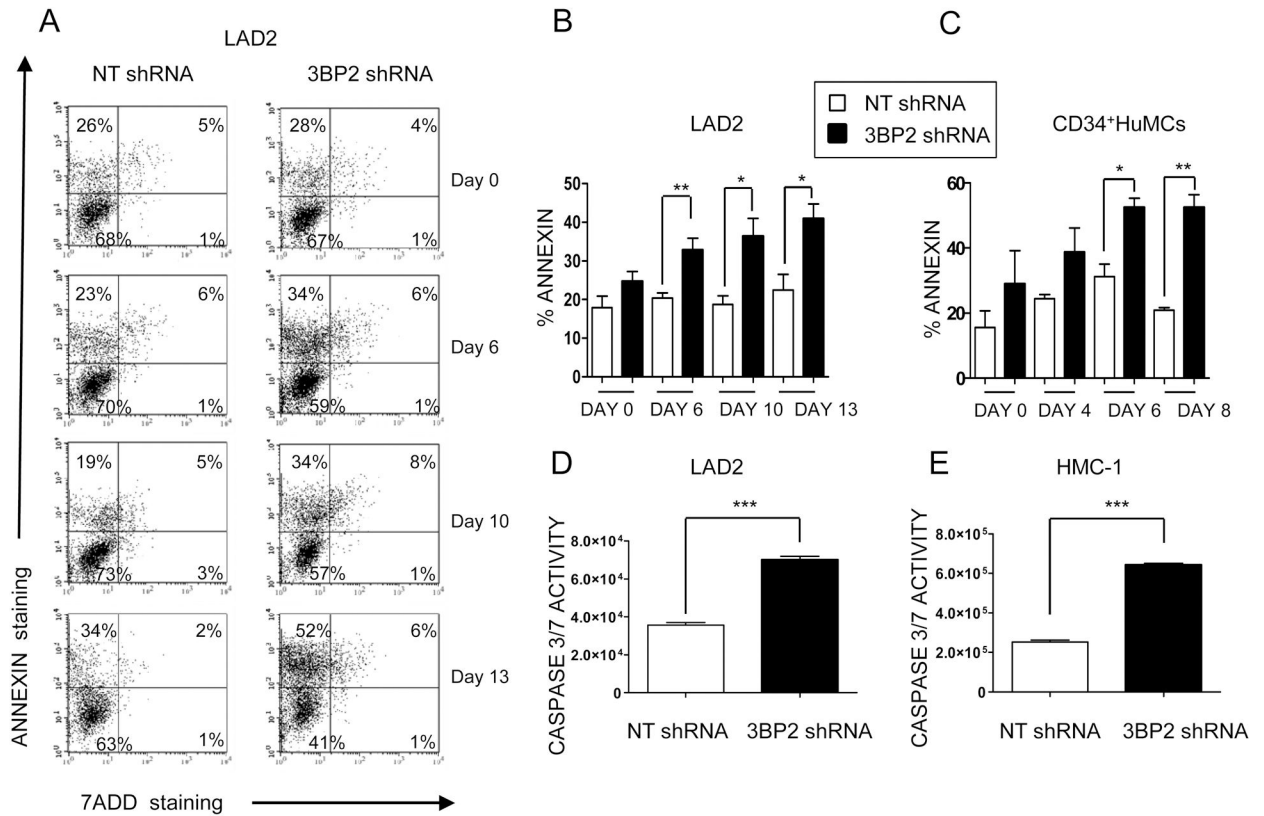 A
LAD2
NT shRNA
3BP2 shRNA
26% 5%
68% 1%
28% 4%
67% 1%
Day 0
23% 6%
70% 1%
34% 6%
59% 1%
Day 6
19% 5%
73% 3%
34% 8%
57% 1%
Day 10
34% 2%
63% 1%
52% 6%
41% 1%
Day 13
ANNEXIN staining
7ADD staining
B
LAD2
NT shRNA
3BP2 shRNA
% ANNEXIN
50
40
30
20
10
0
DAY 0 DAY 6 DAY 10 DAY 13
** * *
C
CD34⁺HuMCs
% ANNEXIN
60
40
20
0
DAY 0 DAY 4 DAY 6 DAY 8
* **
D
LAD2
***
CASPASE 3/7 ACTIVITY
8.0×10⁴
6.0×10⁴
4.0×10⁴
2.0×10⁴
0
NT shRNA 3BP2 shRNA
E
HMC-1
***
CASPASE 3/7 ACTIVITY
8.0×10⁵
6.0×10⁵
4.0×10⁵
2.0×10⁵
0
NT shRNA 3BP2 shRNA